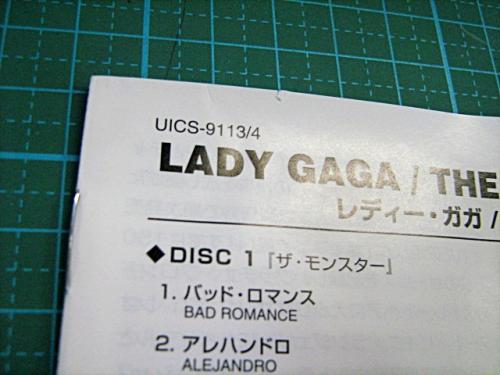 UICS-9113/4
LADY GAGA / THE
レディー・ガガ /
◆DISC 1『ザ・モンスター』
1. バッド・ロマンス
BAD ROMANCE
2. アレハンドロ
ALEJANDRO